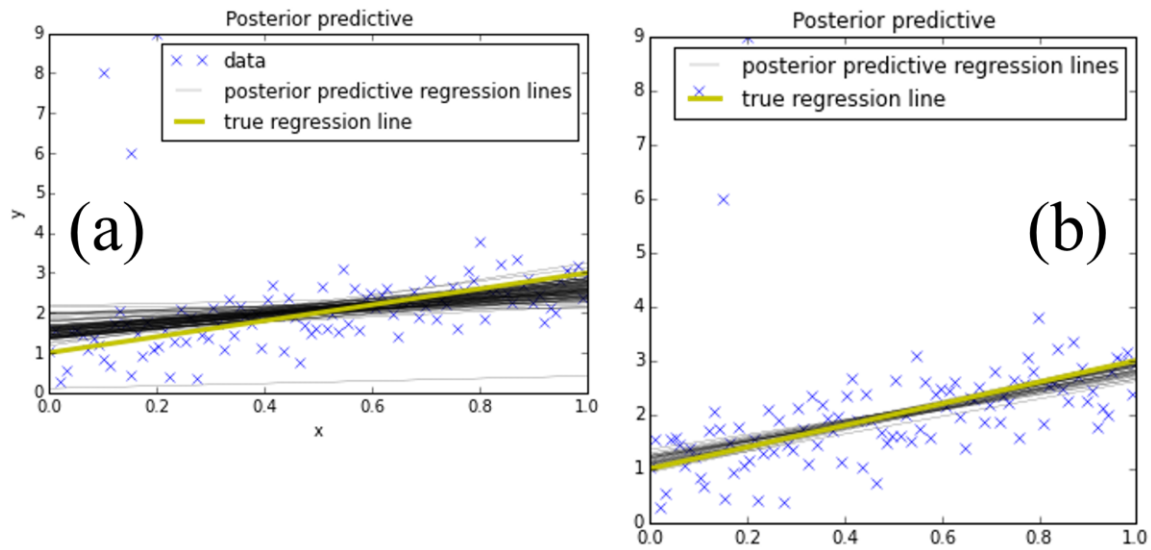 Posterior predictive
9
8
7
6
5
4
3
2
1
0
y
0.0 0.2 0.4 0.6 0.8 1.0
x
data
posterior predictive regression lines
true regression line
(a)
Posterior predictive
9
8
7
6
5
4
3
2
1
0
0.0 0.2 0.4 0.6 0.8 1.0
posterior predictive regression lines
true regression line
(b)